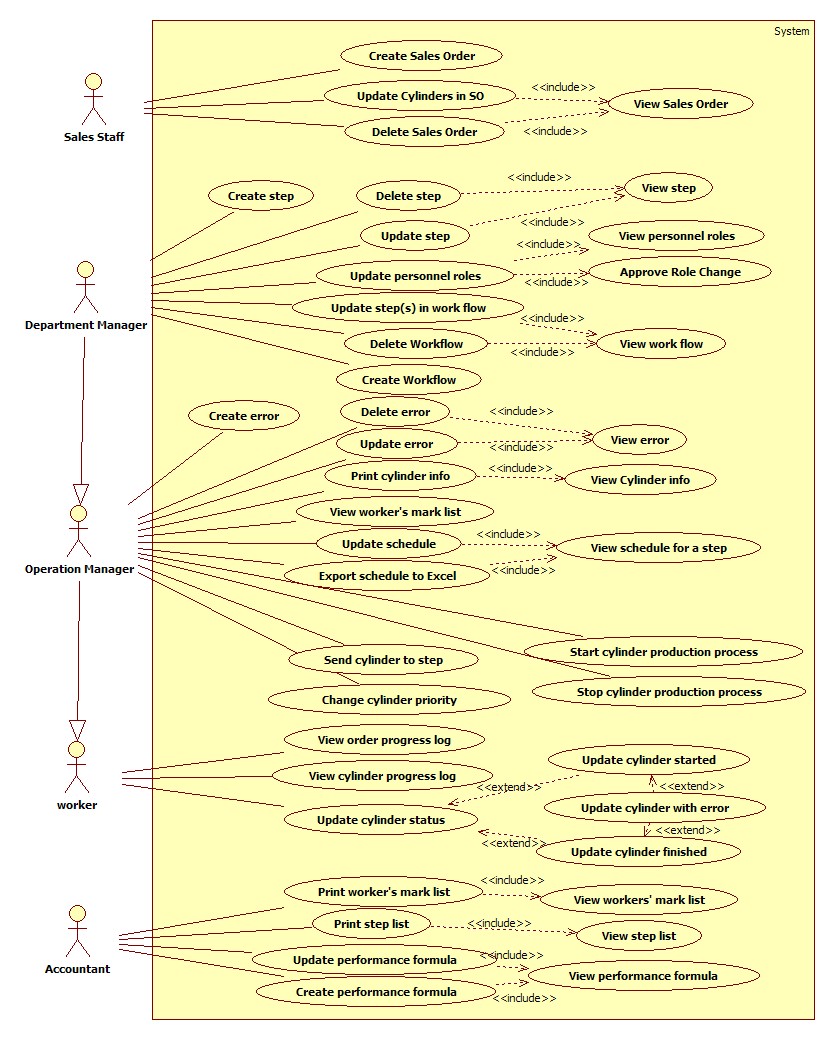 System
Create Sales Order
<<include>>
Update Cylinders in SO
View Sales Order
Sales Staff
Delete Sales Order
<<include>>
<<include>>
Create step
Delete step
View step
<<include>>
Update step
View personnel roles
<<include>>
Update personnel roles
Approve Role Change
<<include>>
Department Manager
Update step(s) in work flow
<<include>>
Delete Workflow
View work flow
<<include>>
Create Workflow
Create error
Delete error
<<include>>
Update error
View error
<<include>>
Print cylinder info
<<include>>
View Cylinder info
View worker's mark list
<<include>>
Update schedule
View schedule for a step
Operation Manager
Export schedule to Excel
<<include>>
Send cylinder to step
Start cylinder production process
Change cylinder priority
Stop cylinder production process
View order progress log
Update cylinder started
View cylinder progress log
<<extend>>
<<extend>>
worker
Update cylinder with error
Update cylinder status
<<extend>>
<<extend>>
Update cylinder finished
<<include>>
Print worker's mark list
View workers' mark list
Print step list
<<include>>
View step list
Accountant
Update performance formula
<<include>>
View performance formula
Create performance formula
<<include>>